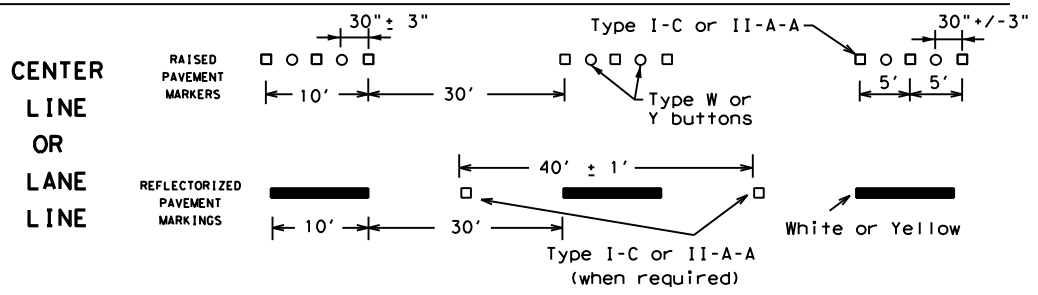 CENTER
LINE
OR
LANE
LINE
RAISED
PAVEMENT
MARKERS
30"± 3"
10'
30'
Type I-C or II-A-A
Type W or
Y buttons
30"+/-3"
5'
5'
REFLECTORIZED
PAVEMENT
MARKINGS
10'
30'
40' ± 1'
Type I-C or II-A-A
(when required)
White or Yellow